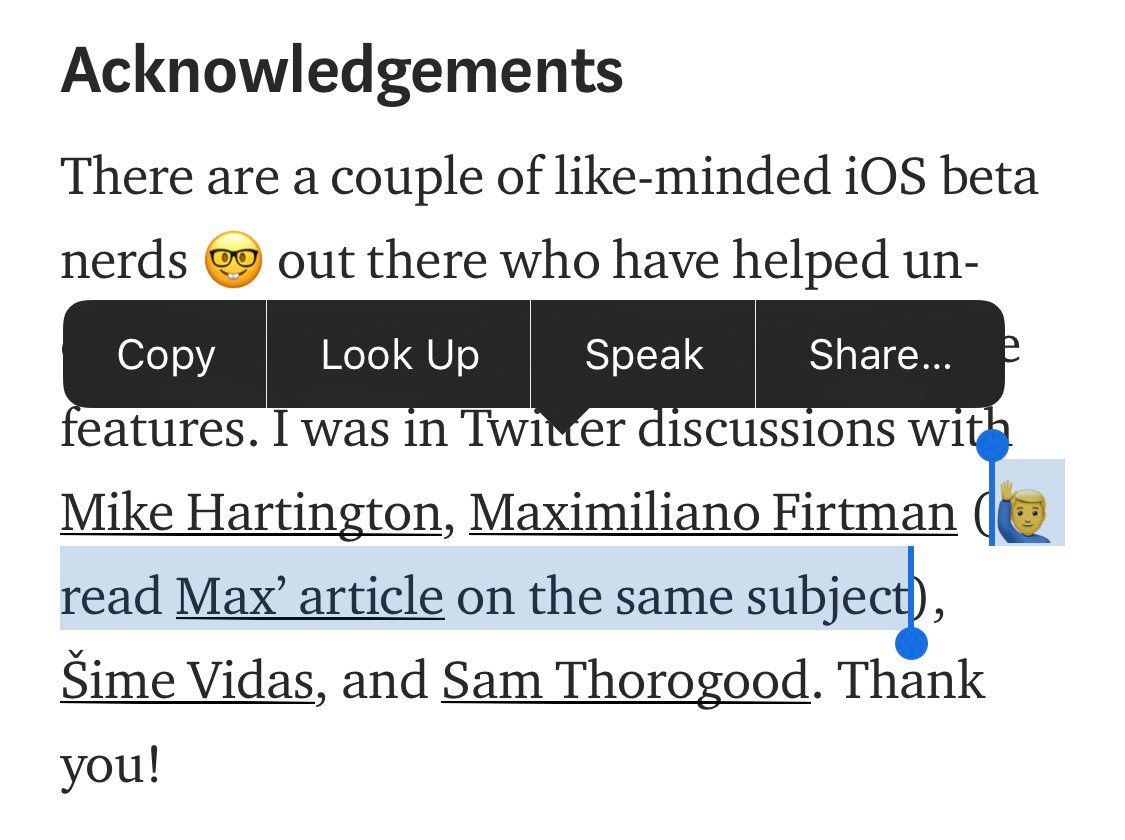 Acknowledgements
There are a couple of like-minded iOS beta
nerds 🤓 out there who have helped un-
Copy Look Up Speak Share...
features. I was in Twitter discussions with
Mike Hartington, Maximiliano Firtman (🙋‍♂️
read Max’ article on the same subject),
Šime Vidas, and Sam Thorogood. Thank
you!